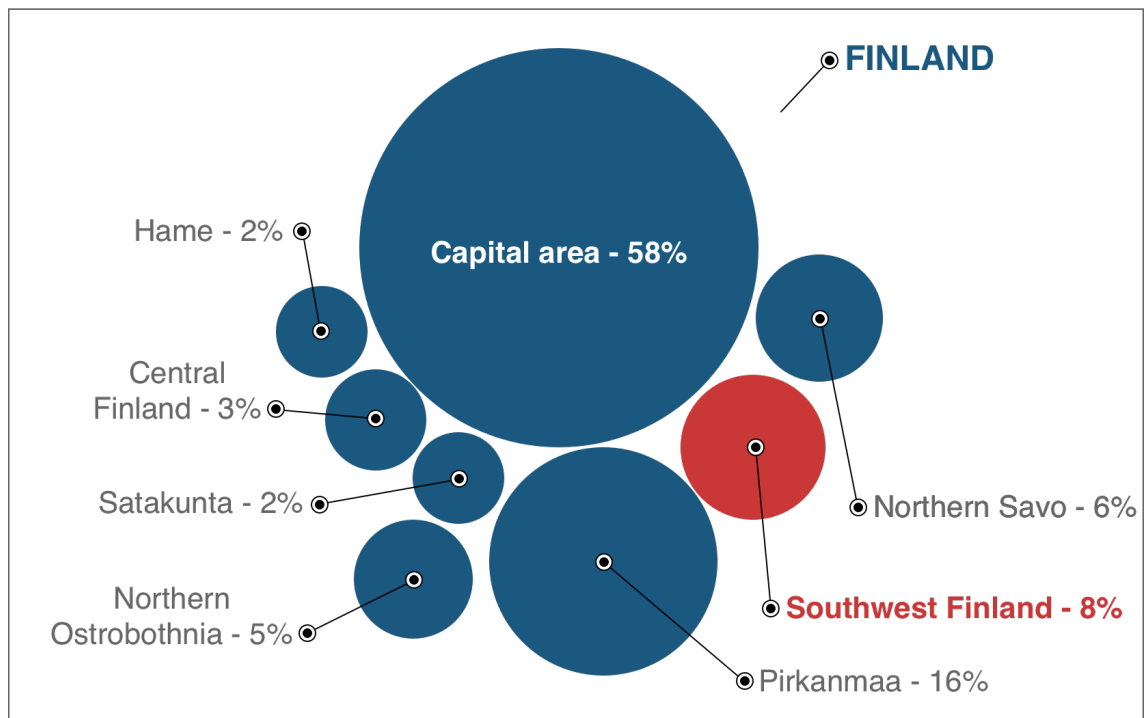 FINLAND
Capital area - 58%
Hame - 2%
Central
Finland - 3%
Satakunta - 2%
Northern Savo - 6%
Northern
Ostrobothnia - 5%
Southwest Finland - 8%
Pirkanmaa - 16%